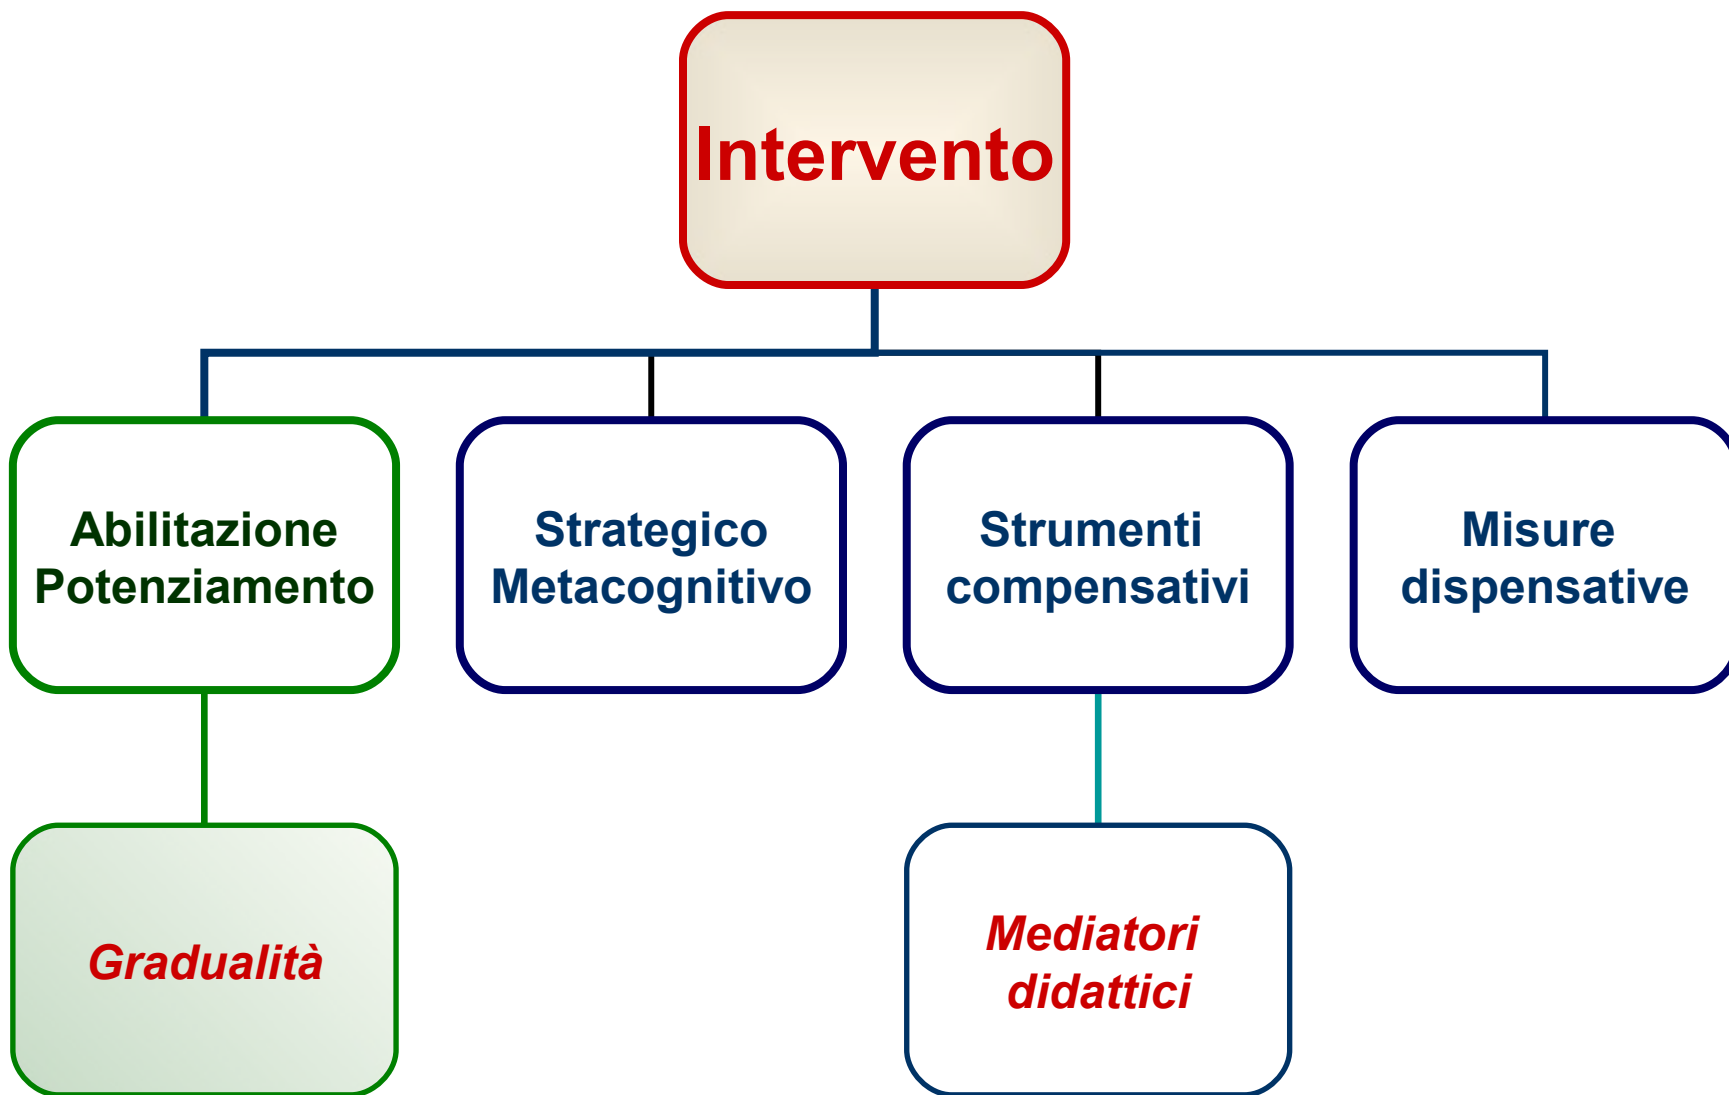 Intervento
Abilitazione
Potenziamento
Strategico
Metacognitivo
Strumenti
compensativi
Misure
dispensative
Gradualità
Mediatori
didattici